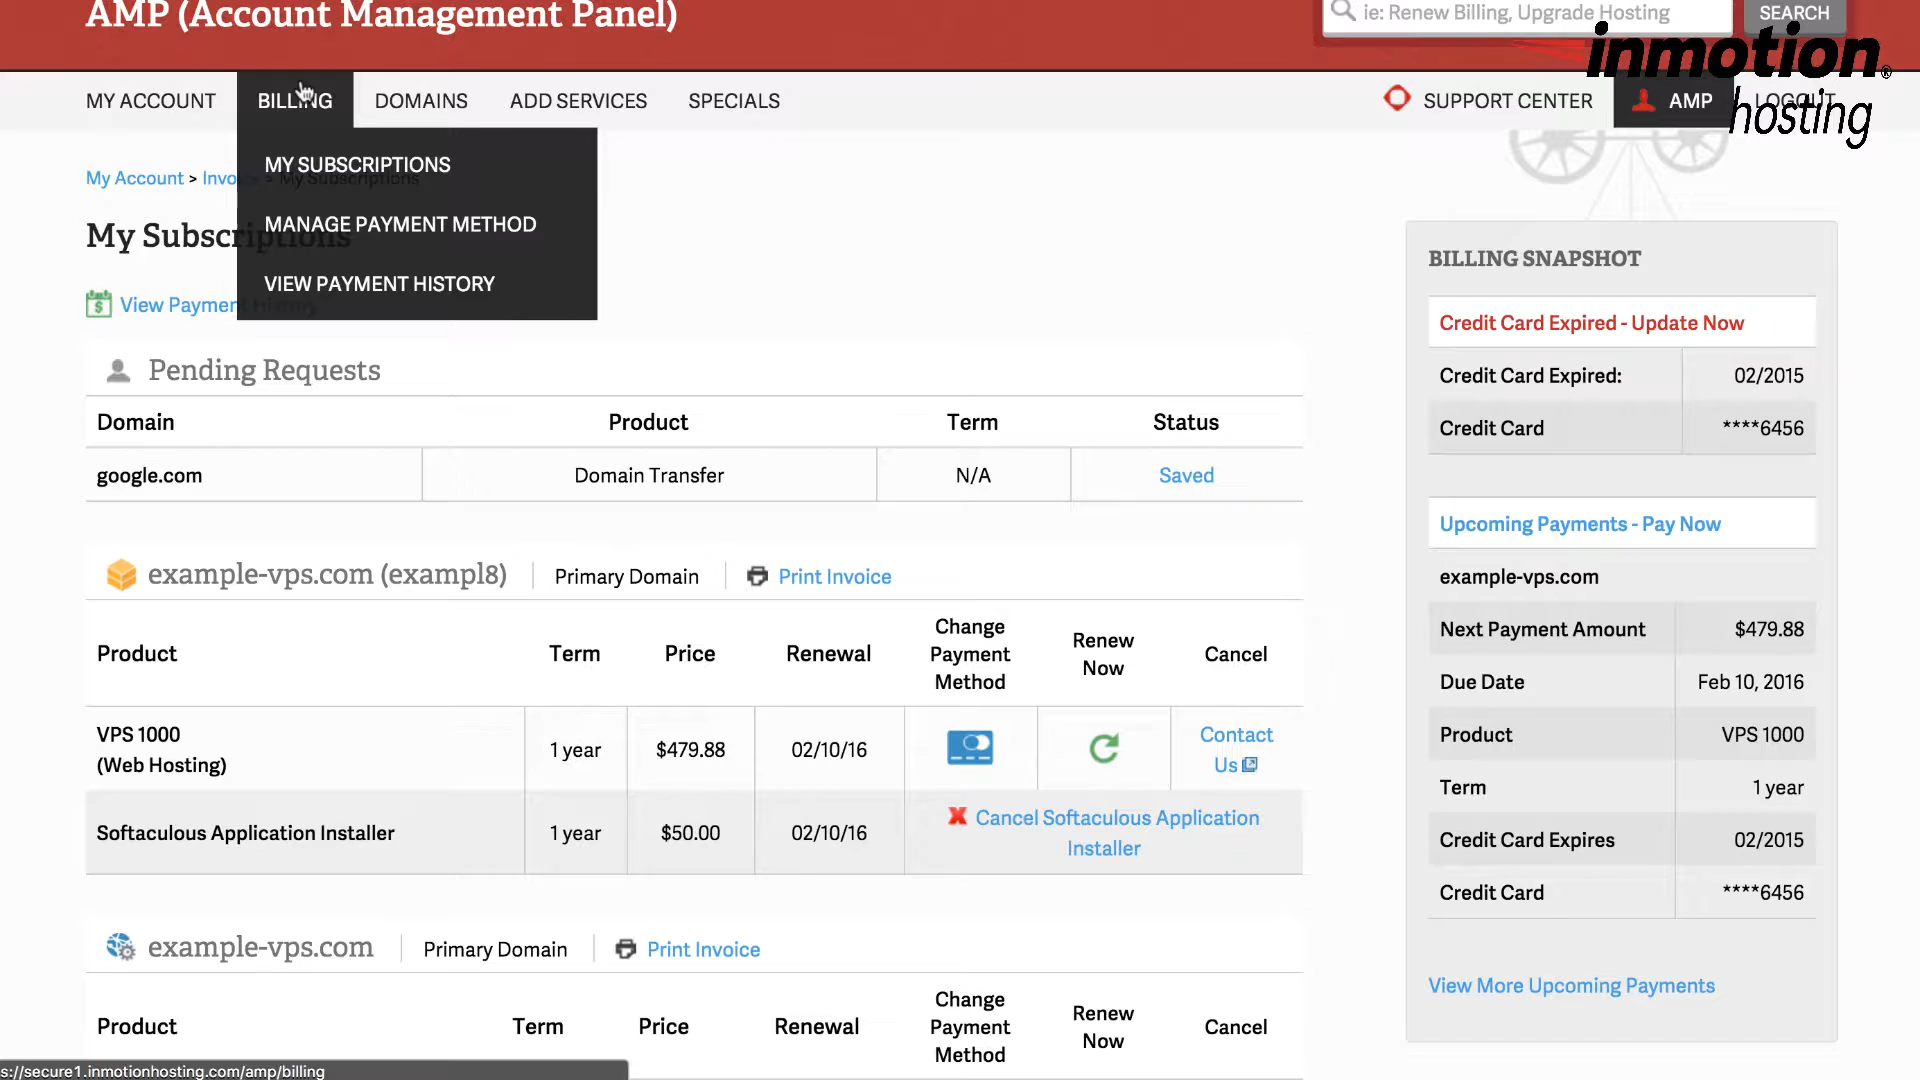 AMP (Account Management Panel)
ie: Renew Billing, Upgrade Hosting
SEARCH
inmotion®
hosting
MY ACCOUNT
BILLING
DOMAINS
ADD SERVICES
SPECIALS
SUPPORT CENTER
AMP
LOGOUT
MY SUBSCRIPTIONS
MANAGE PAYMENT METHOD
VIEW PAYMENT HISTORY
My Account > Invo > My Subscriptions
My Subscriptions
View Payment History
Pending Requests
Domain Product Term Status
google.com Domain Transfer N/A Saved
example-vps.com (exampl8) Primary Domain Print Invoice
Product Term Price Renewal Change Payment Method Renew Now Cancel
VPS 1000
(Web Hosting)
1 year $479.88 02/10/16 Contact
Us
Softaculous Application Installer 1 year $50.00 02/10/16 Cancel Softaculous Application
Installer
example-vps.com Primary Domain Print Invoice
Product Term Price Renewal Change Payment Method Renew Now Cancel
BILLING SNAPSHOT
Credit Card Expired - Update Now
Credit Card Expired: 02/2015
Credit Card ****6456
Upcoming Payments - Pay Now
example-vps.com
Next Payment Amount $479.88
Due Date Feb 10, 2016
Product VPS 1000
Term 1 year
Credit Card Expires 02/2015
Credit Card ****6456
View More Upcoming Payments
s://secure1.inmotionhosting.com/amp/billing